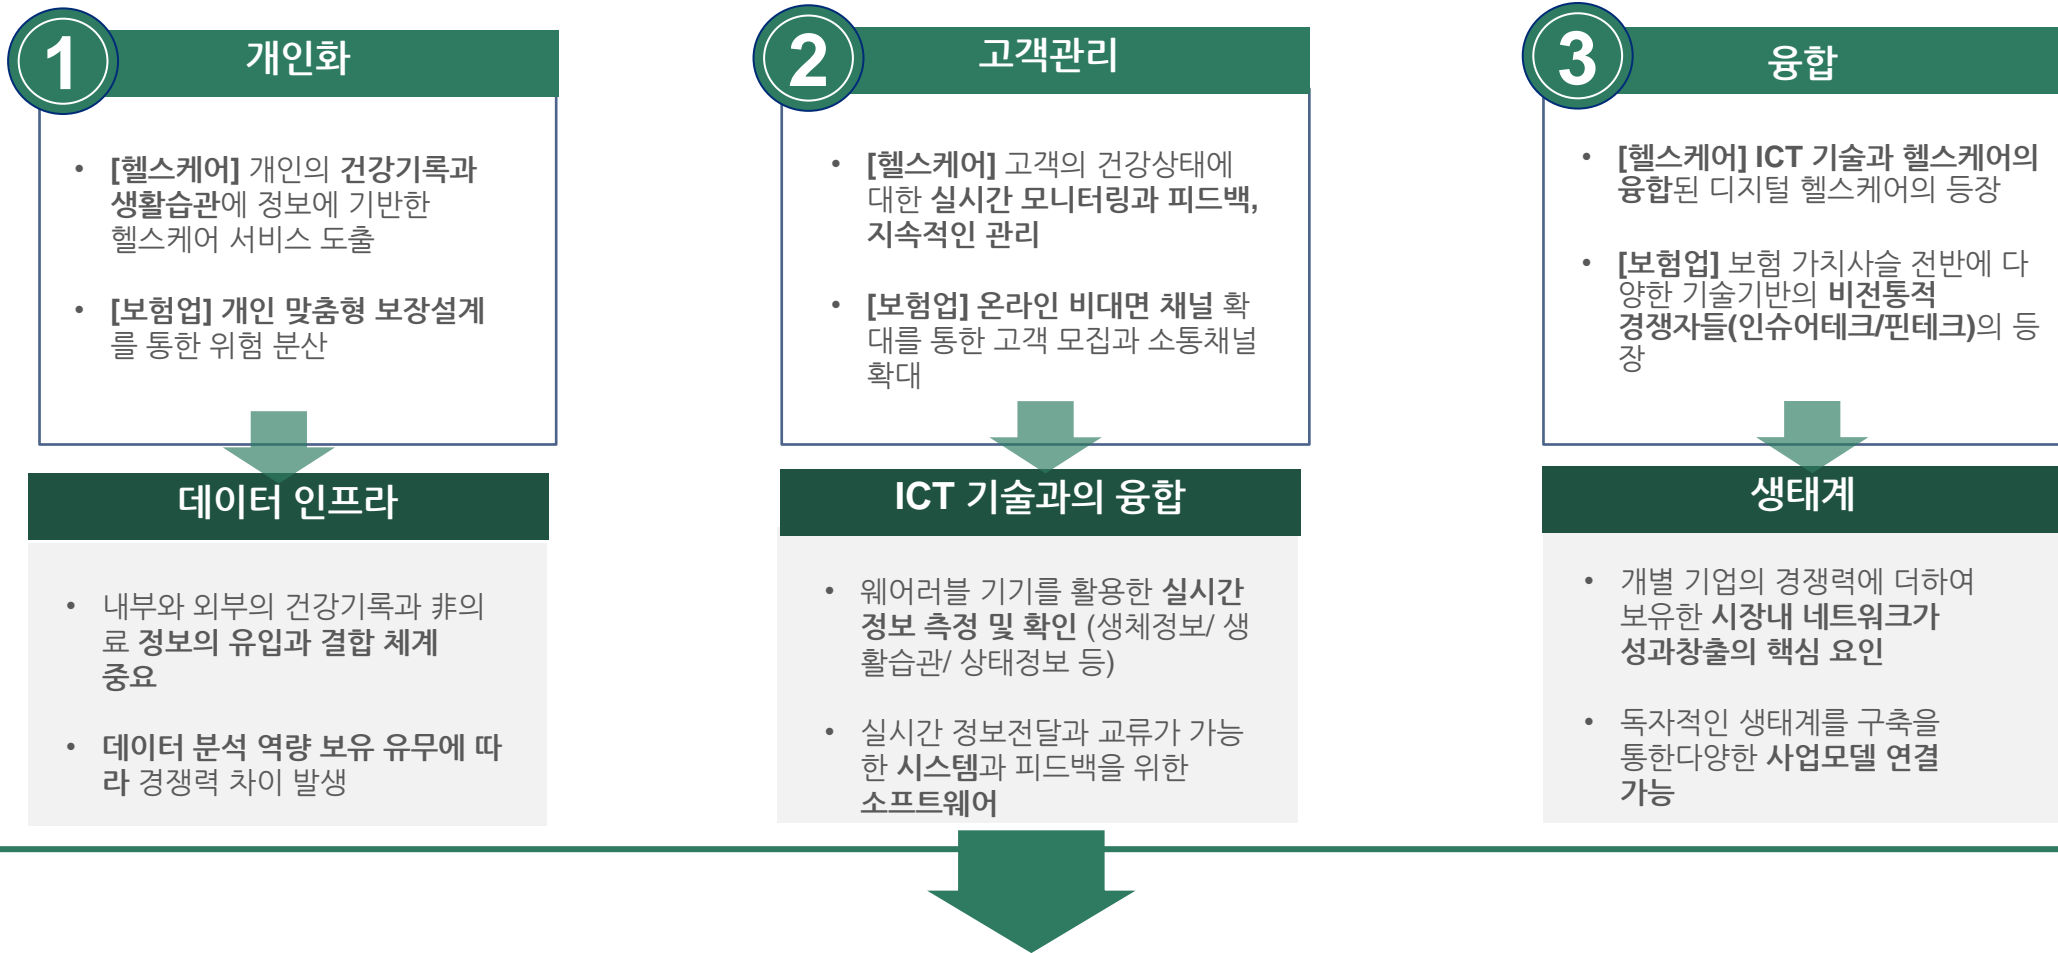 1
개인화
• [헬스케어] 개인의 건강기록과
생활습관에 정보에 기반한
헬스케어 서비스 도출
• [보험업] 개인 맞춤형 보장설계
를 통한 위험 분산
데이터 인프라
• 내부와 외부의 건강기록과 非의
료 정보의 유입과 결합 체계
중요
• 데이터 분석 역량 보유 유무에 따
라 경쟁력 차이 발생
2
고객관리
• [헬스케어] 고객의 건강상태에
대한 실시간 모니터링과 피드백,
지속적인 관리
• [보험업] 온라인 비대면 채널 확
대를 통한 고객 모집과 소통채널
확대
ICT 기술과의 융합
• 웨어러블 기기를 활용한 실시간
정보 측정 및 확인 (생체정보/ 생
활습관/ 상태정보 등)
• 실시간 정보전달과 교류가 가능
한 시스템과 피드백을 위한
소프트웨어
3
융합
• [헬스케어] ICT 기술과 헬스케어의
융합된 디지털 헬스케어의 등장
• [보험업] 보험 가치사슬 전반에 다
양한 기술기반의 비전통적
경쟁자들(인슈어테크/핀테크)의 등
장
생태계
• 개별 기업의 경쟁력에 더하여
보유한 시장내 네트워크가
성과창출의 핵심 요인
• 독자적인 생태계를 구축을
통한다양한 사업모델 연결
가능